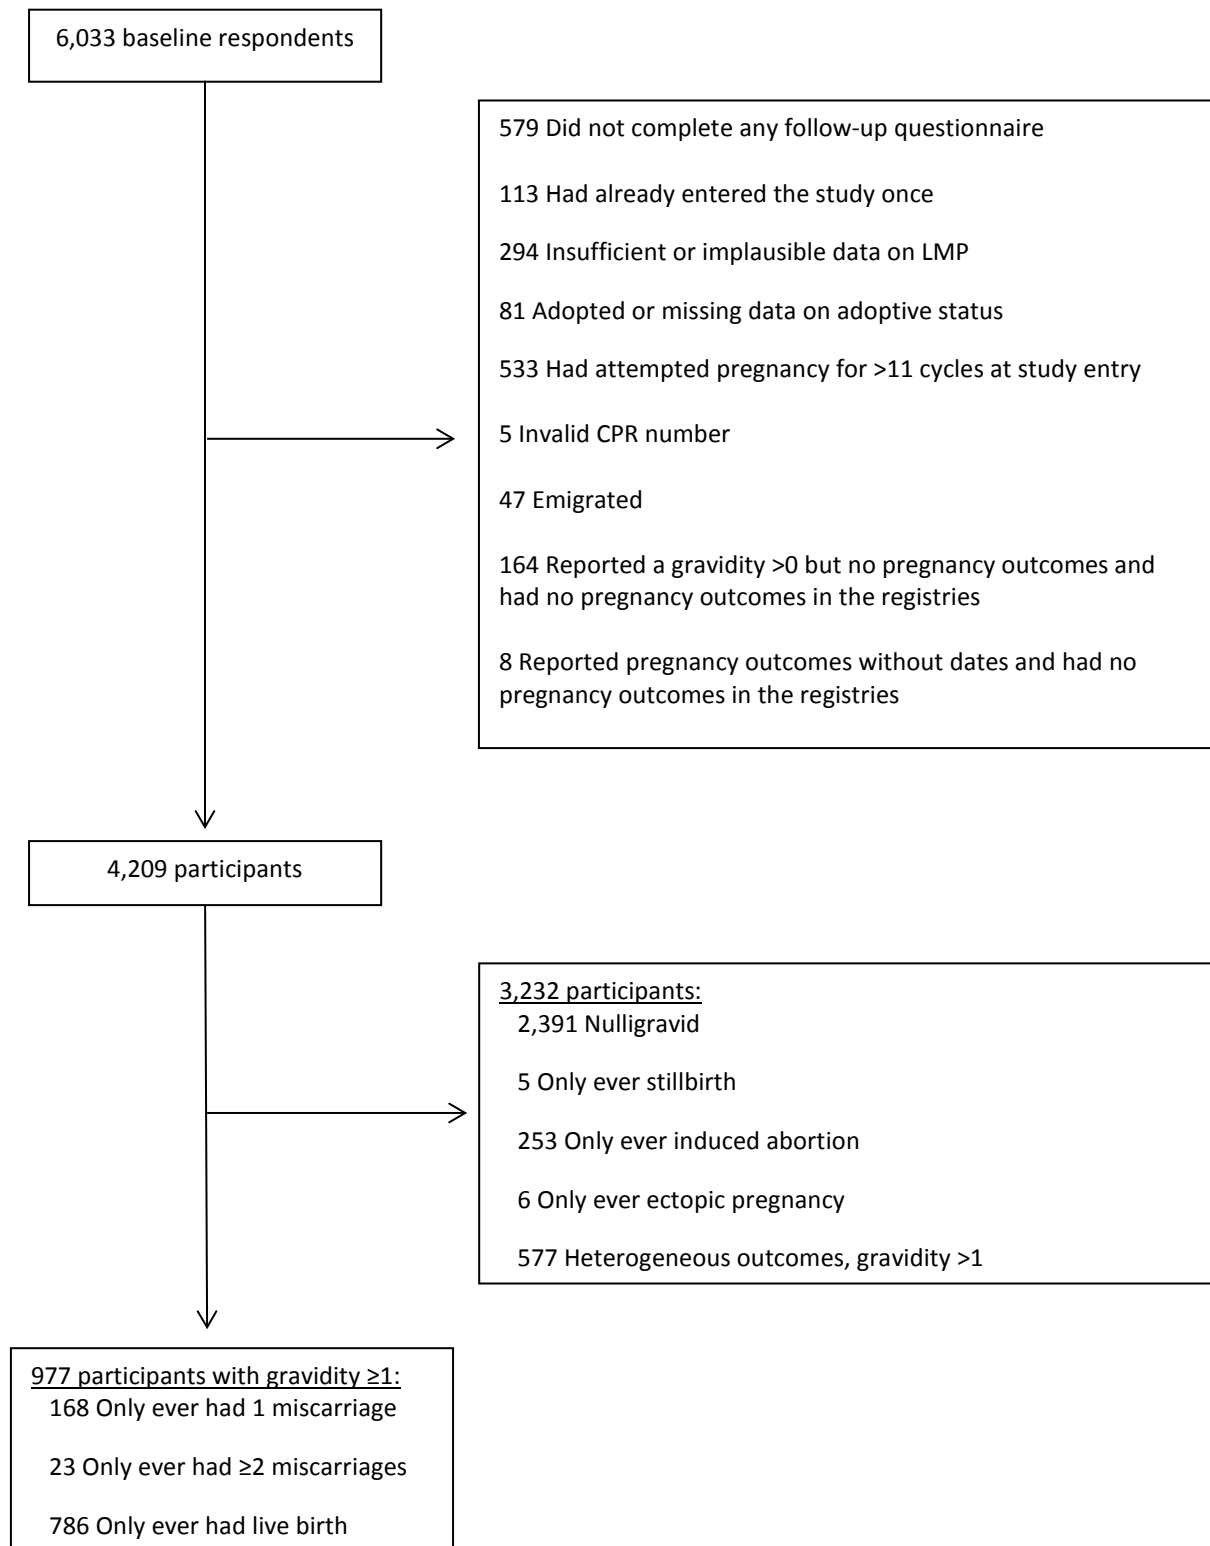 6,033 baseline respondents
579 Did not complete any follow-up questionnaire
113 Had already entered the study once
294 Insufficient or implausible data on LMP
81 Adopted or missing data on adoptive status
533 Had attempted pregnancy for >11 cycles at study entry
5 Invalid CPR number
47 Emigrated
164 Reported a gravidity >0 but no pregnancy outcomes and
had no pregnancy outcomes in the registries
8 Reported pregnancy outcomes without dates and had no
pregnancy outcomes in the registries
4,209 participants
3,232 participants:
2,391 Nulligravid
5 Only ever stillbirth
253 Only ever induced abortion
6 Only ever ectopic pregnancy
577 Heterogeneous outcomes, gravidity >1
977 participants with gravidity ≥1:
168 Only ever had 1 miscarriage
23 Only ever had ≥2 miscarriages
786 Only ever had live birth